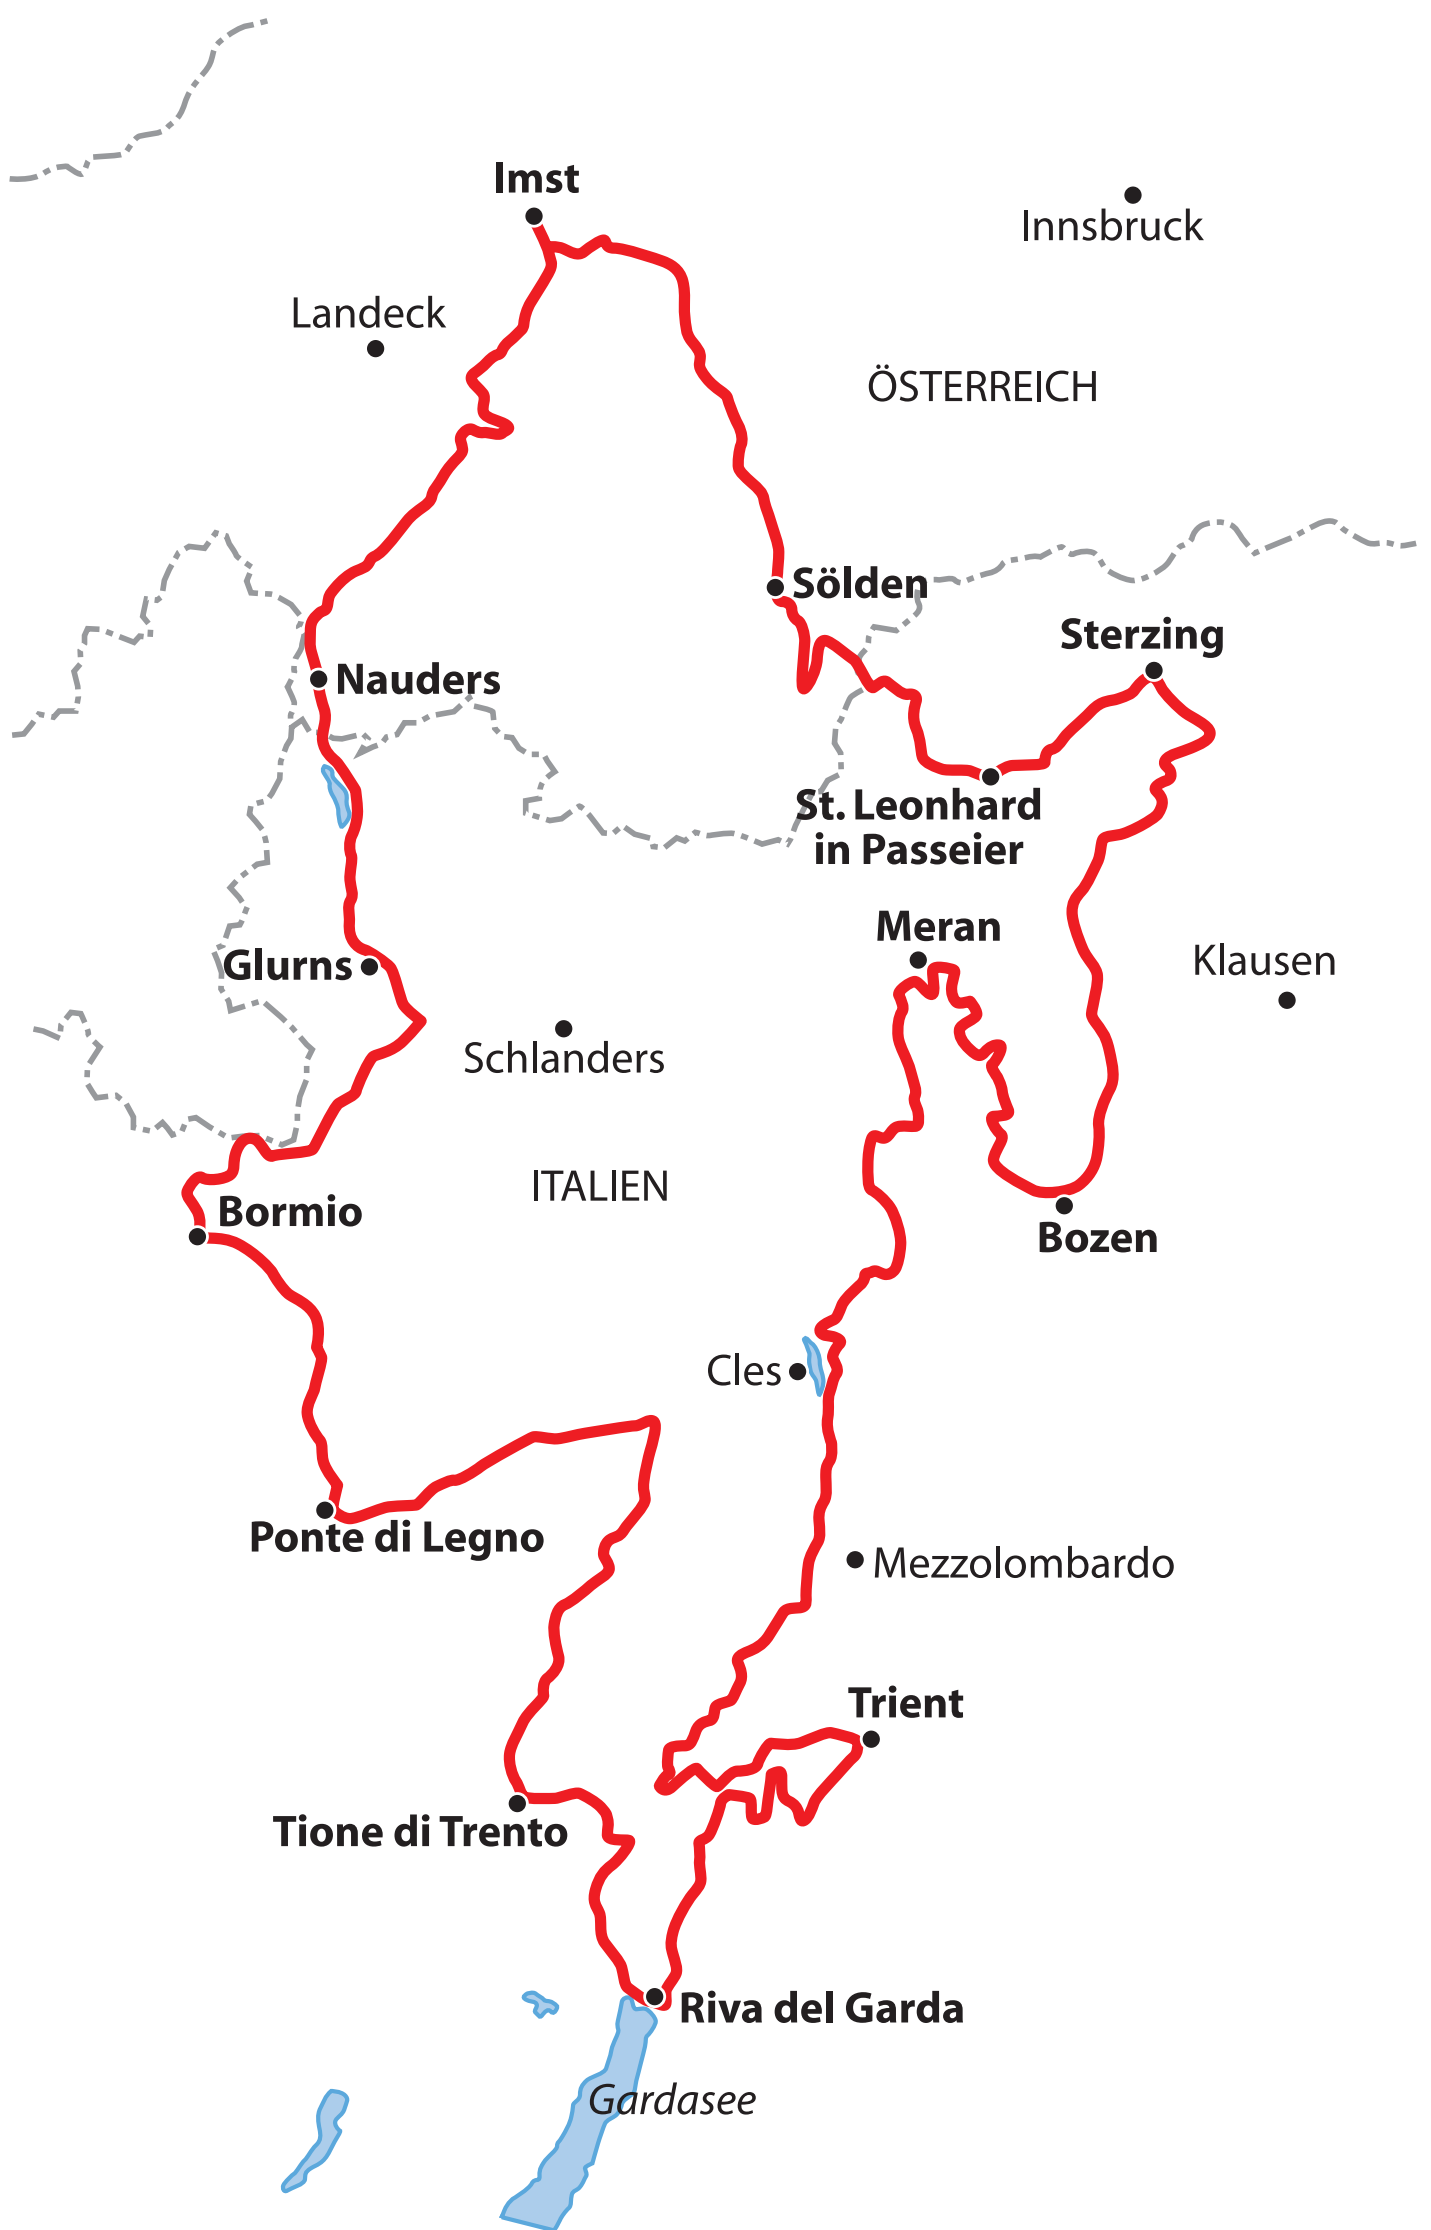 Imst
Innsbruck
Landeck
ÖSTERREICH
Sölden
Sterzing
Nauders
St. Leonhard
in Passeier
Meran
Klausen
Glurns
Schlanders
ITALIEN
Bormio
Bozen
Cles
Ponte di Legno
Mezzolombardo
Trient
Tione di Trento
Riva del Garda
Gardasee